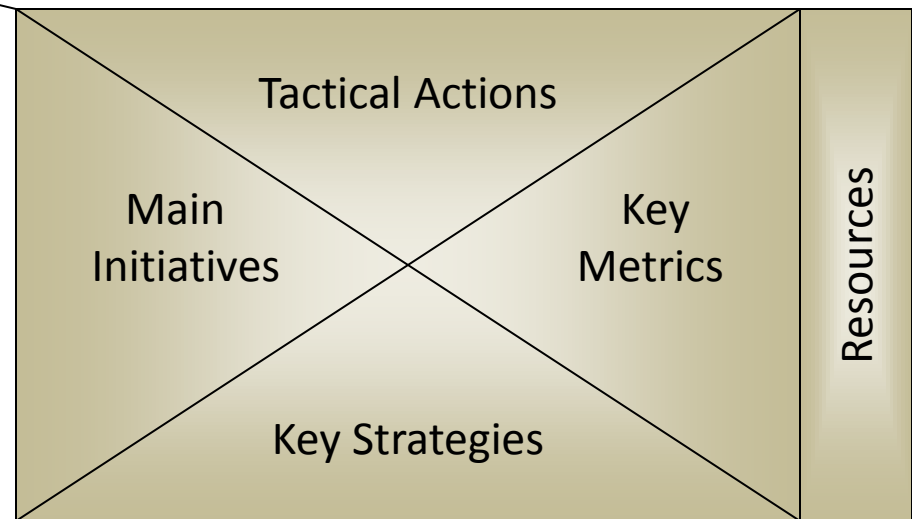 Tactical Actions
Main
Initiatives
Key
Metrics
Key Strategies
Resources